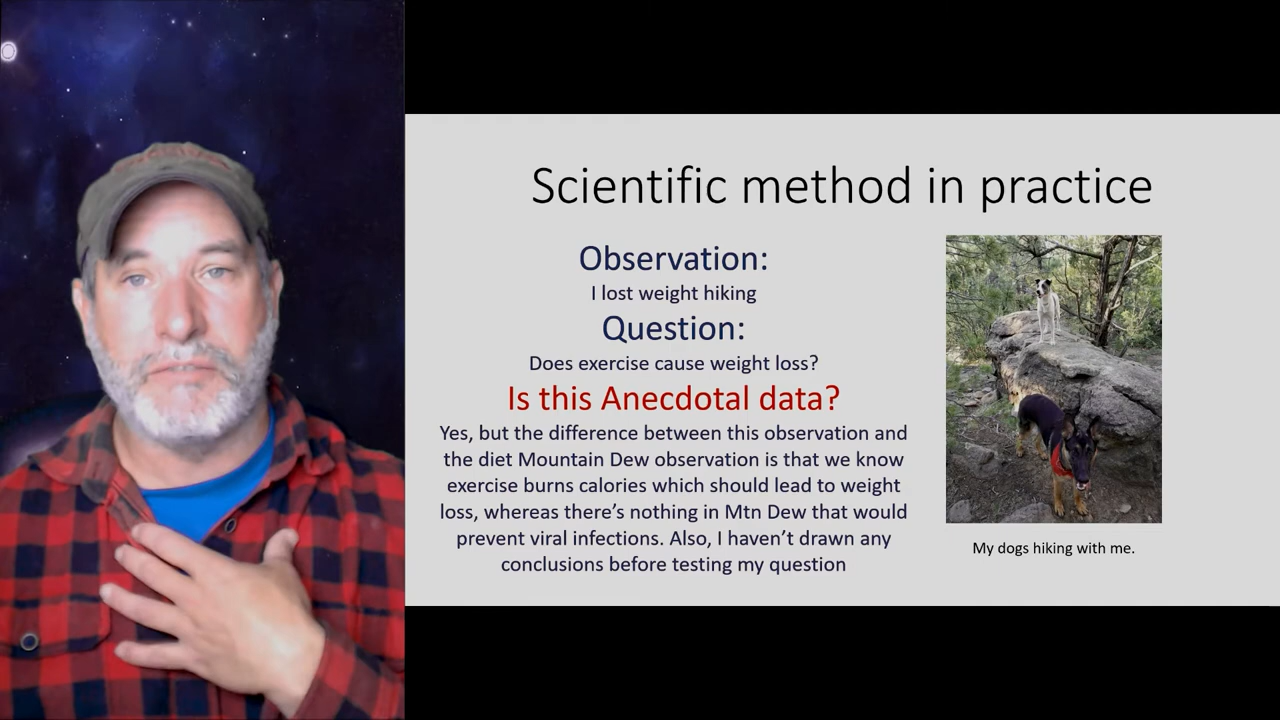 Scientific method in practice
Observation:
I lost weight hiking
Question:
Does exercise cause weight loss?
Is this Anecdotal data?
Yes, but the difference between this observation and
the diet Mountain Dew observation is that we know
exercise burns calories which should lead to weight
loss, whereas there’s nothing in Mtn Dew that would
prevent viral infections. Also, I haven’t drawn any
conclusions before testing my question
My dogs hiking with me.